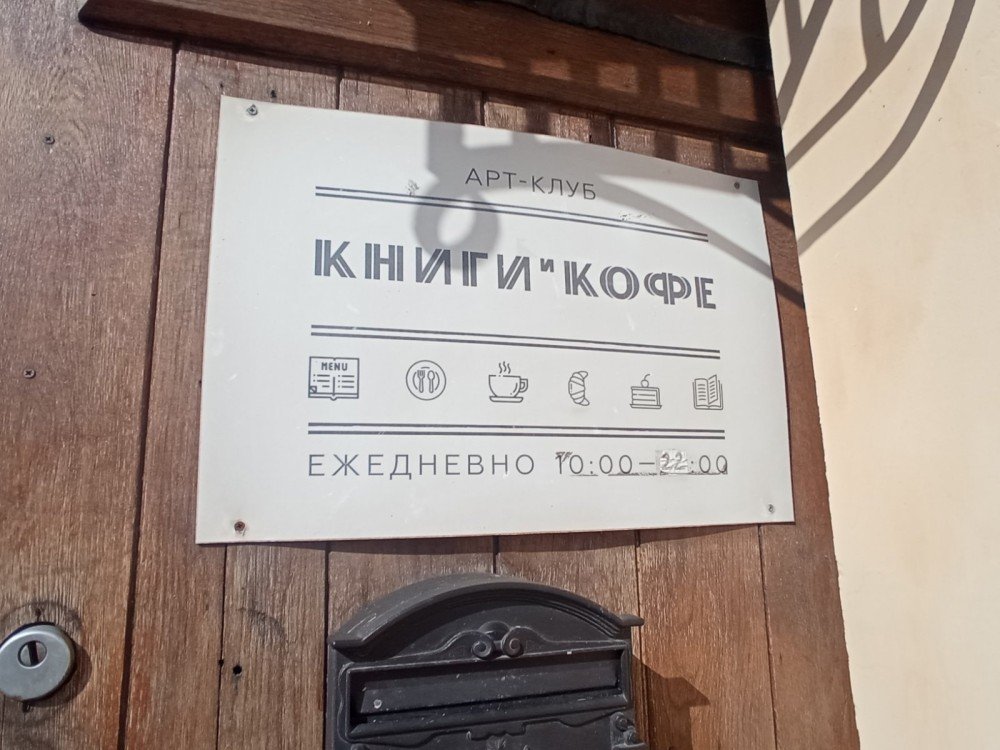 АРТ-КЛУБ
КНИГИ и КОФЕ
MENU
ЕЖЕДНЕВНО 10:00—22:00